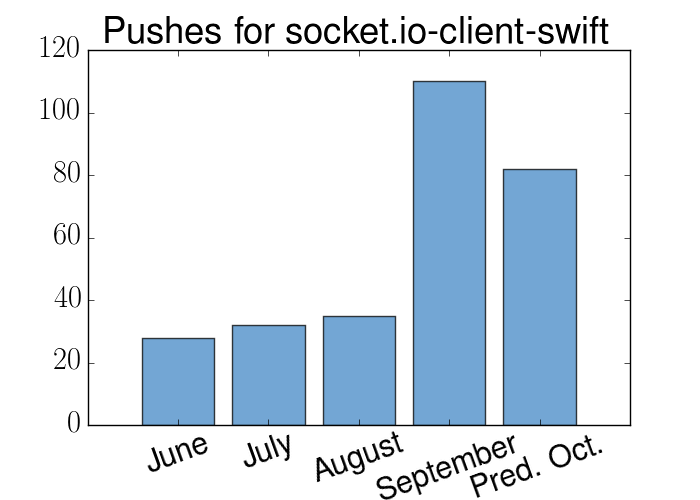 Pushes for socket.io-client-swift
120
100
80
60
40
20
0
June
July
August
September
Pred. Oct.